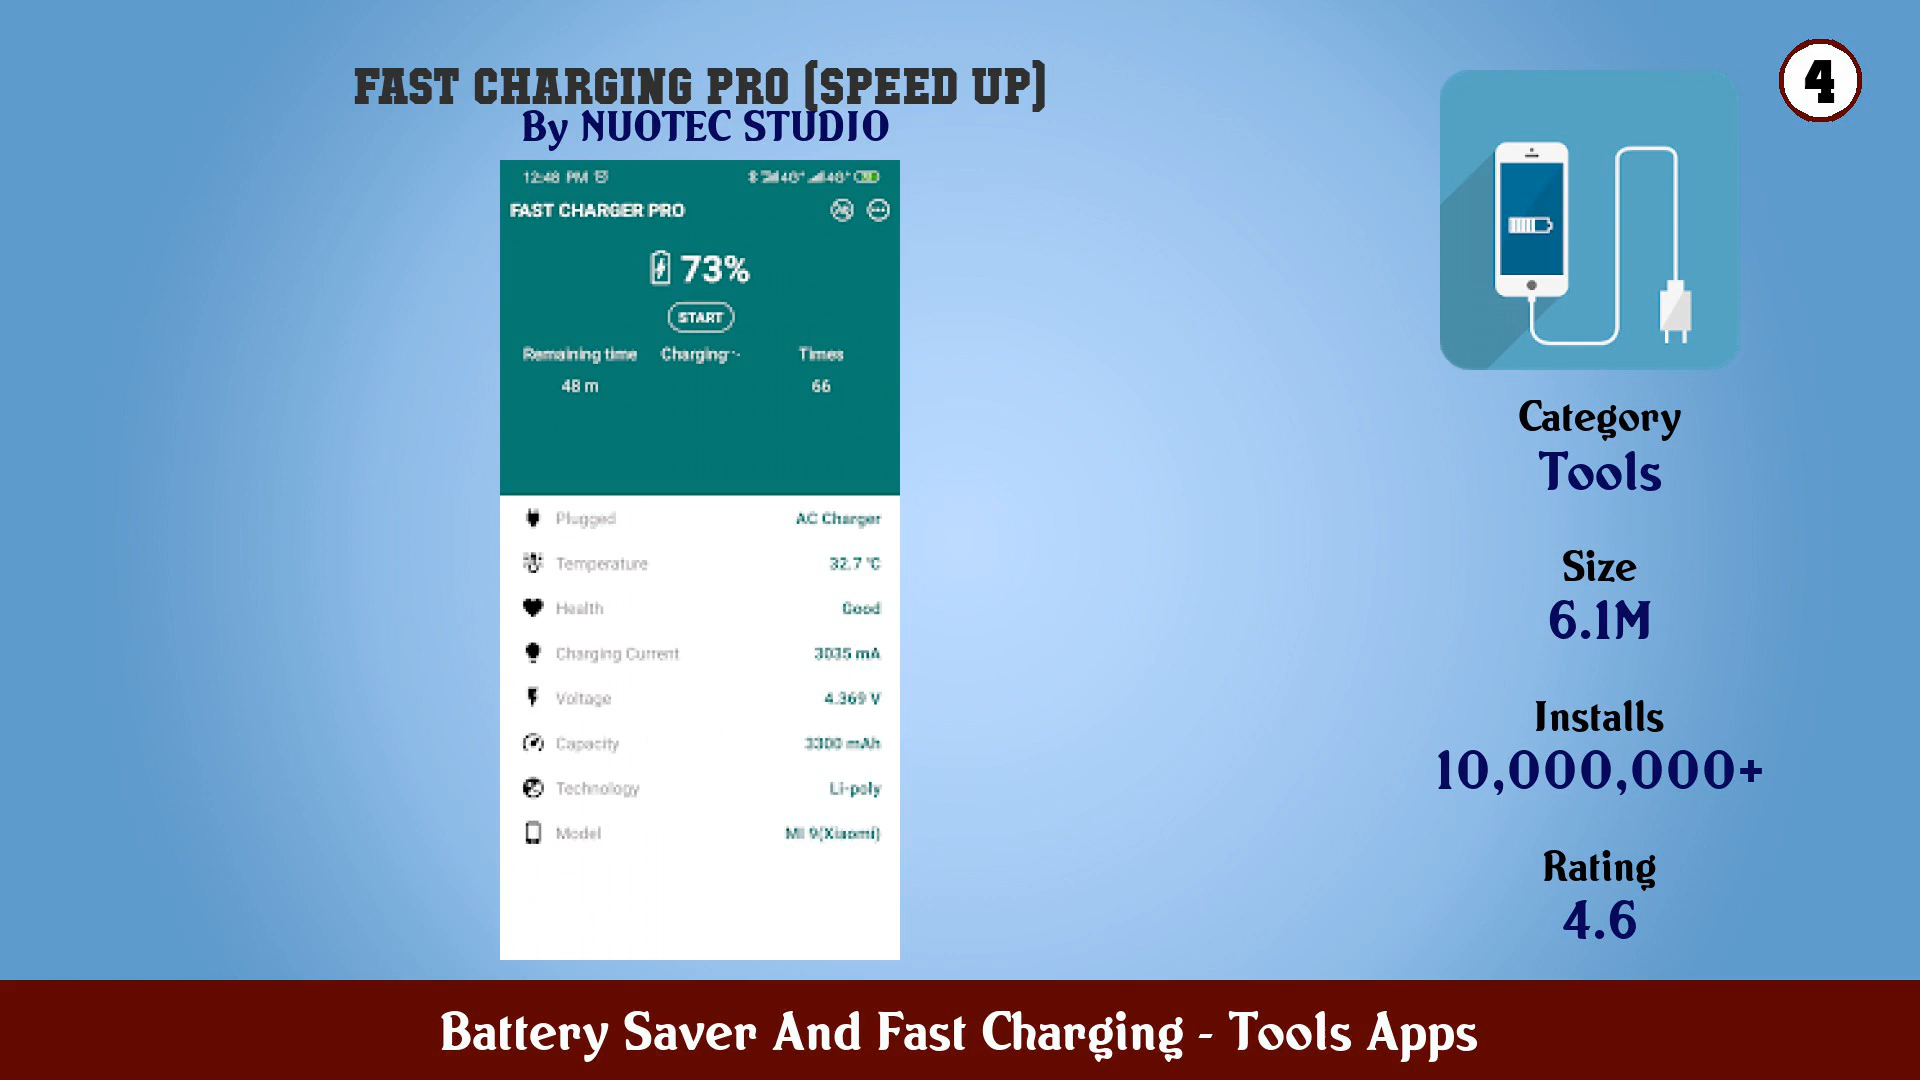 FAST CHARGING PRO (SPEED UP)
By NUOTEC STUDIO
4
12:48 PM
4G+ 4G+
FAST CHARGER PRO
73%
START
Remaining time Charging Times
48 m 66
Plugged AC Charger
Temperature 32.7 °C
Health Good
Charging Current 3035 mA
Voltage 4.369 V
Capacity 3300 mAh
Technology Li-poly
Model MI 9(Xiaomi)
Category
Tools
Size
6.1M
Installs
10,000,000+
Rating
4.6
Battery Saver And Fast Charging - Tools Apps